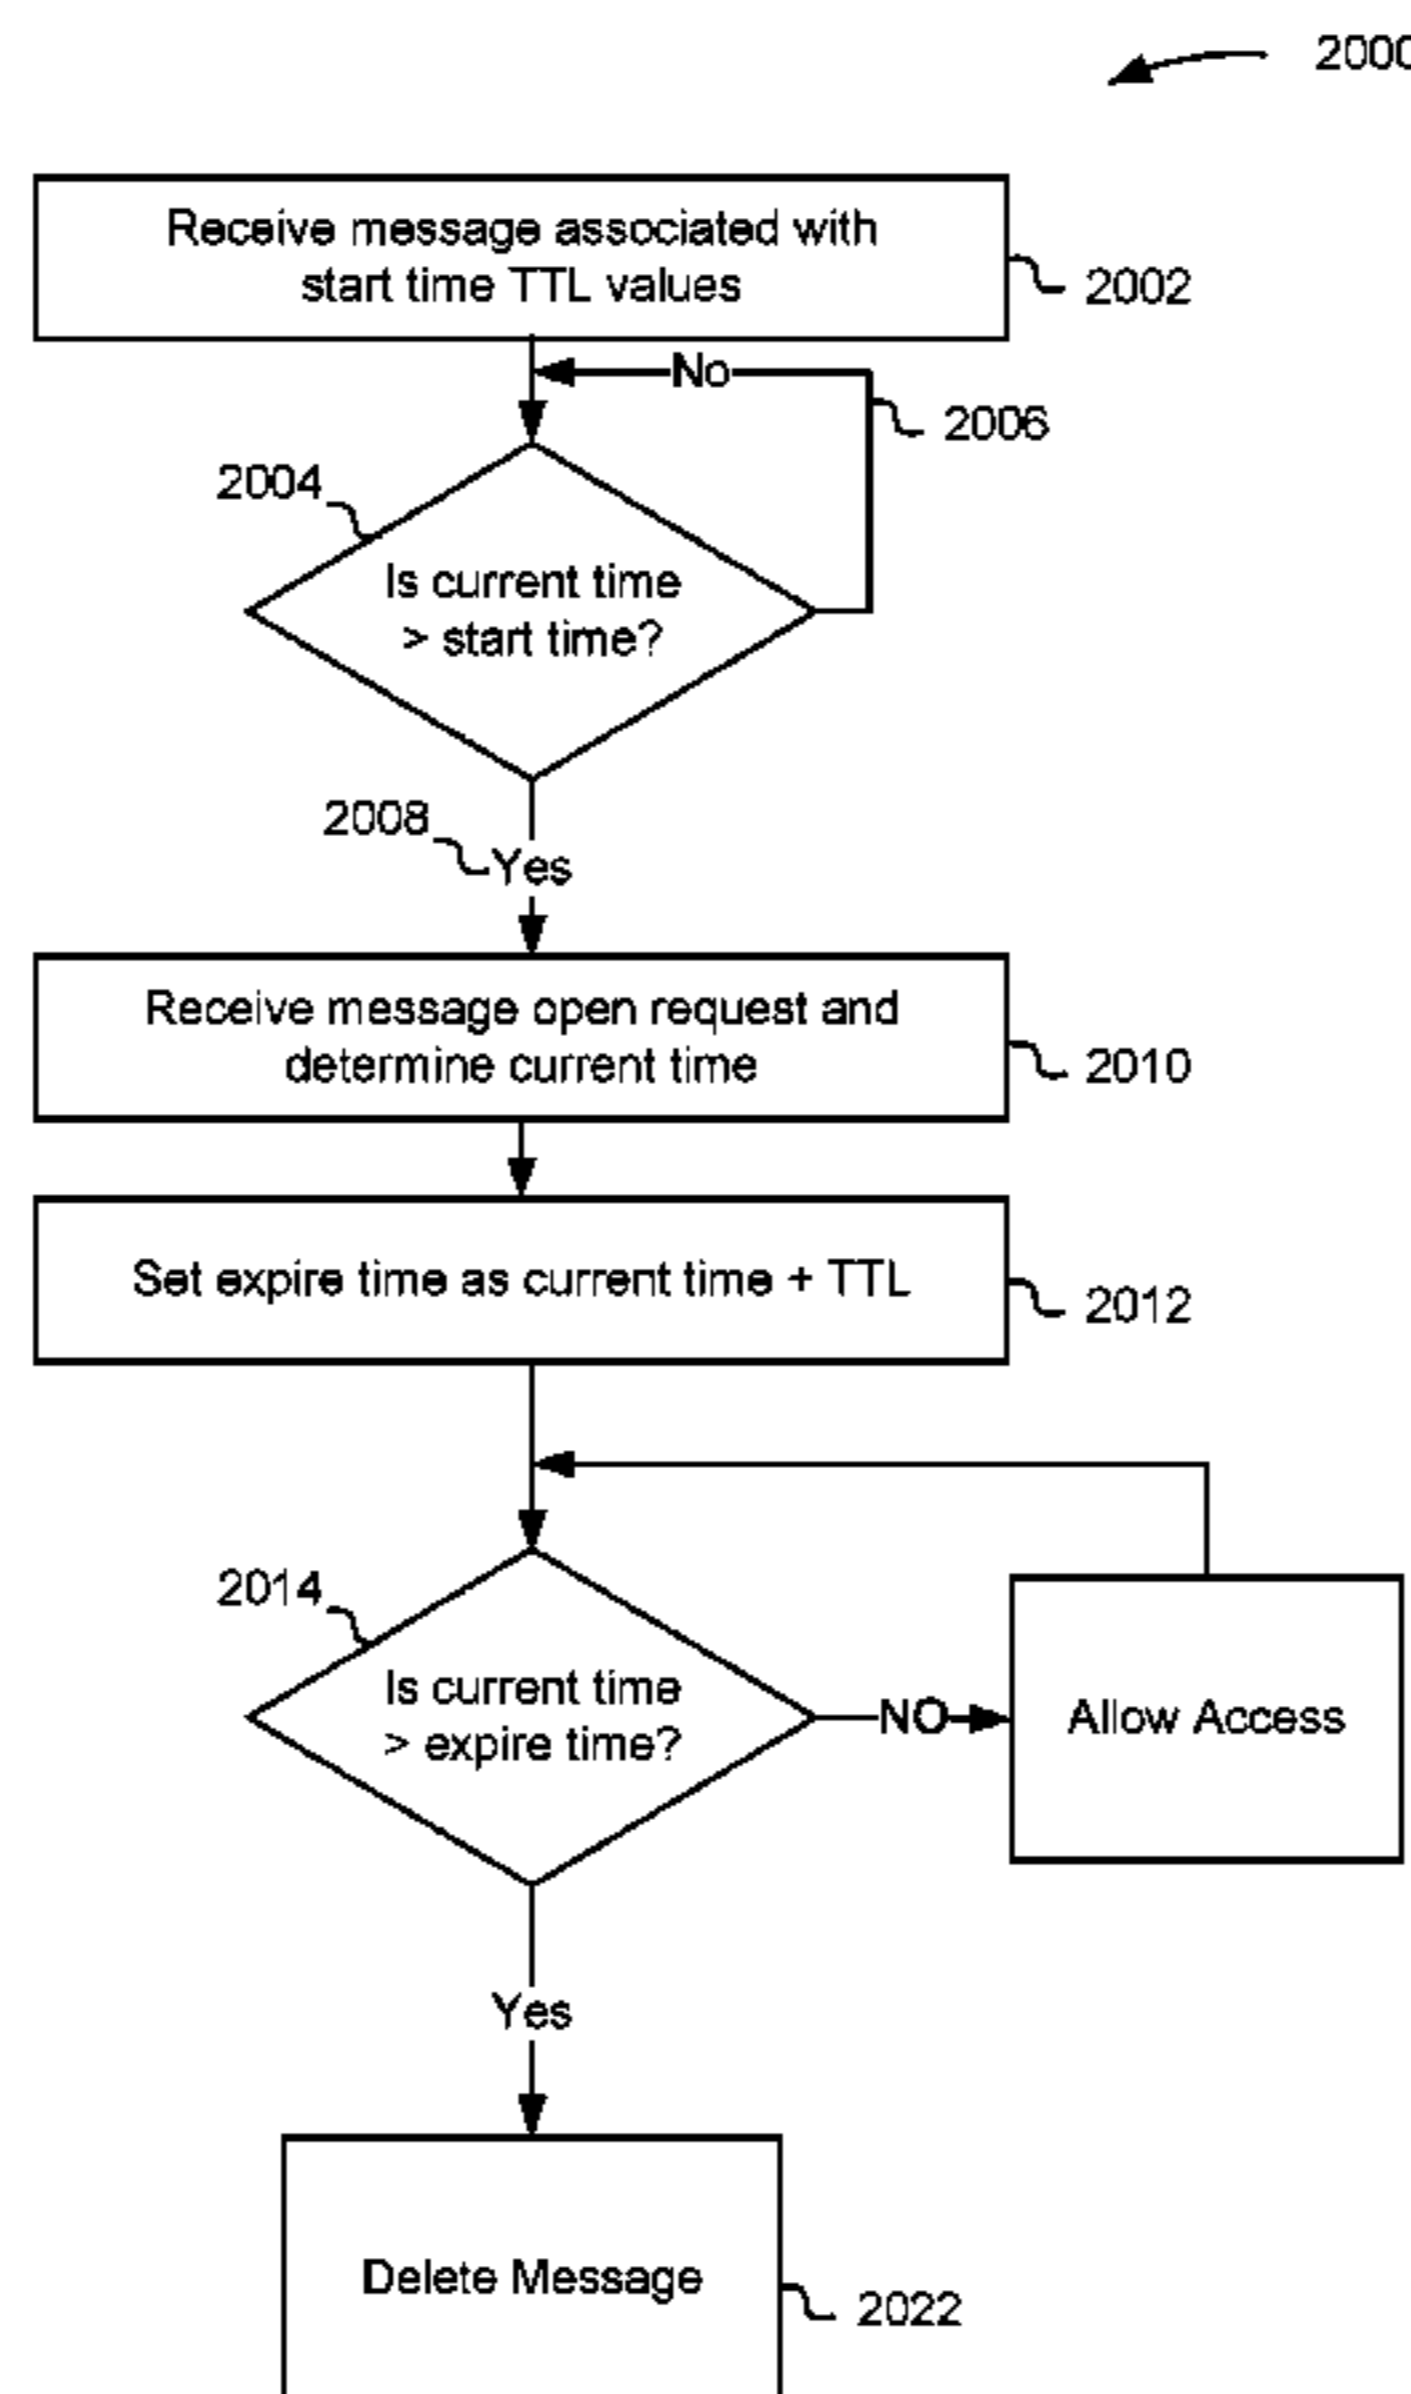 2000
Receive message associated with
start time TTL values
2002
No
2006
2004
Is current time
> start time?
2008
Yes
Receive message open request and
determine current time
2010
Set expire time as current time + TTL
2012
2014
Is current time
> expire time?
NO
Allow Access
Yes
Delete Message
2022